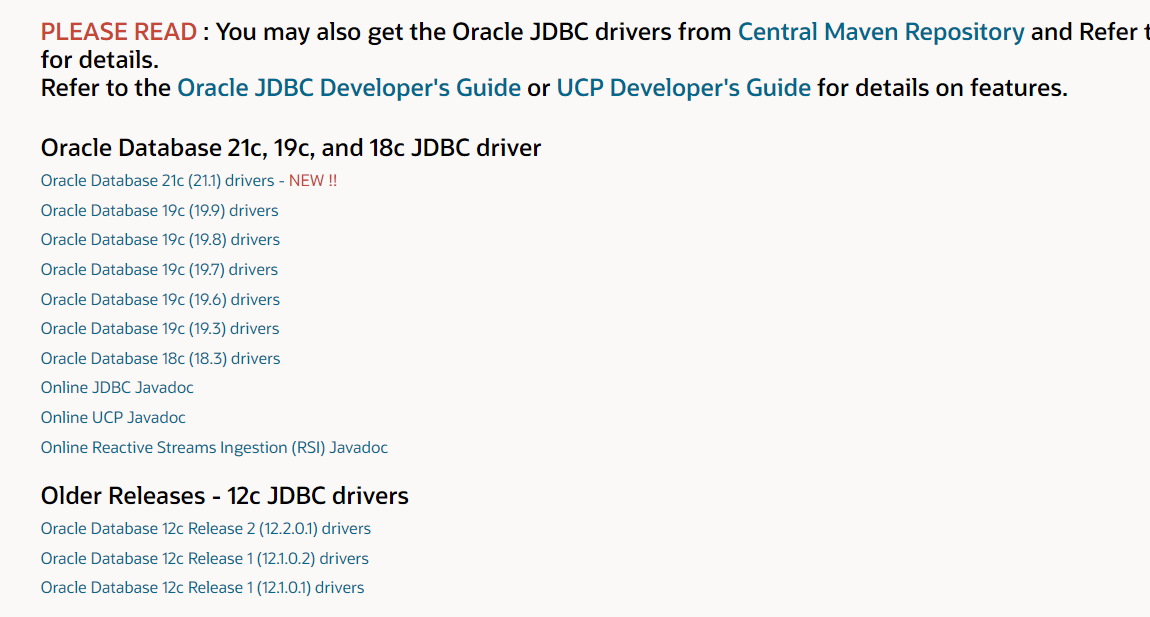 PLEASE READ : You may also get the Oracle JDBC drivers from Central Maven Repository and Refer
for details.
Refer to the Oracle JDBC Developer's Guide or UCP Developer's Guide for details on features.
Oracle Database 21c, 19c, and 18c JDBC driver
Oracle Database 21c (21.1) drivers - NEW !!
Oracle Database 19c (19.9) drivers
Oracle Database 19c (19.8) drivers
Oracle Database 19c (19.7) drivers
Oracle Database 19c (19.6) drivers
Oracle Database 19c (19.3) drivers
Oracle Database 18c (18.3) drivers
Online JDBC Javadoc
Online UCP Javadoc
Online Reactive Streams Ingestion (RSI) Javadoc
Older Releases - 12c JDBC drivers
Oracle Database 12c Release 2 (12.2.0.1) drivers
Oracle Database 12c Release 1 (12.1.0.2) drivers
Oracle Database 12c Release 1 (12.1.0.1) drivers